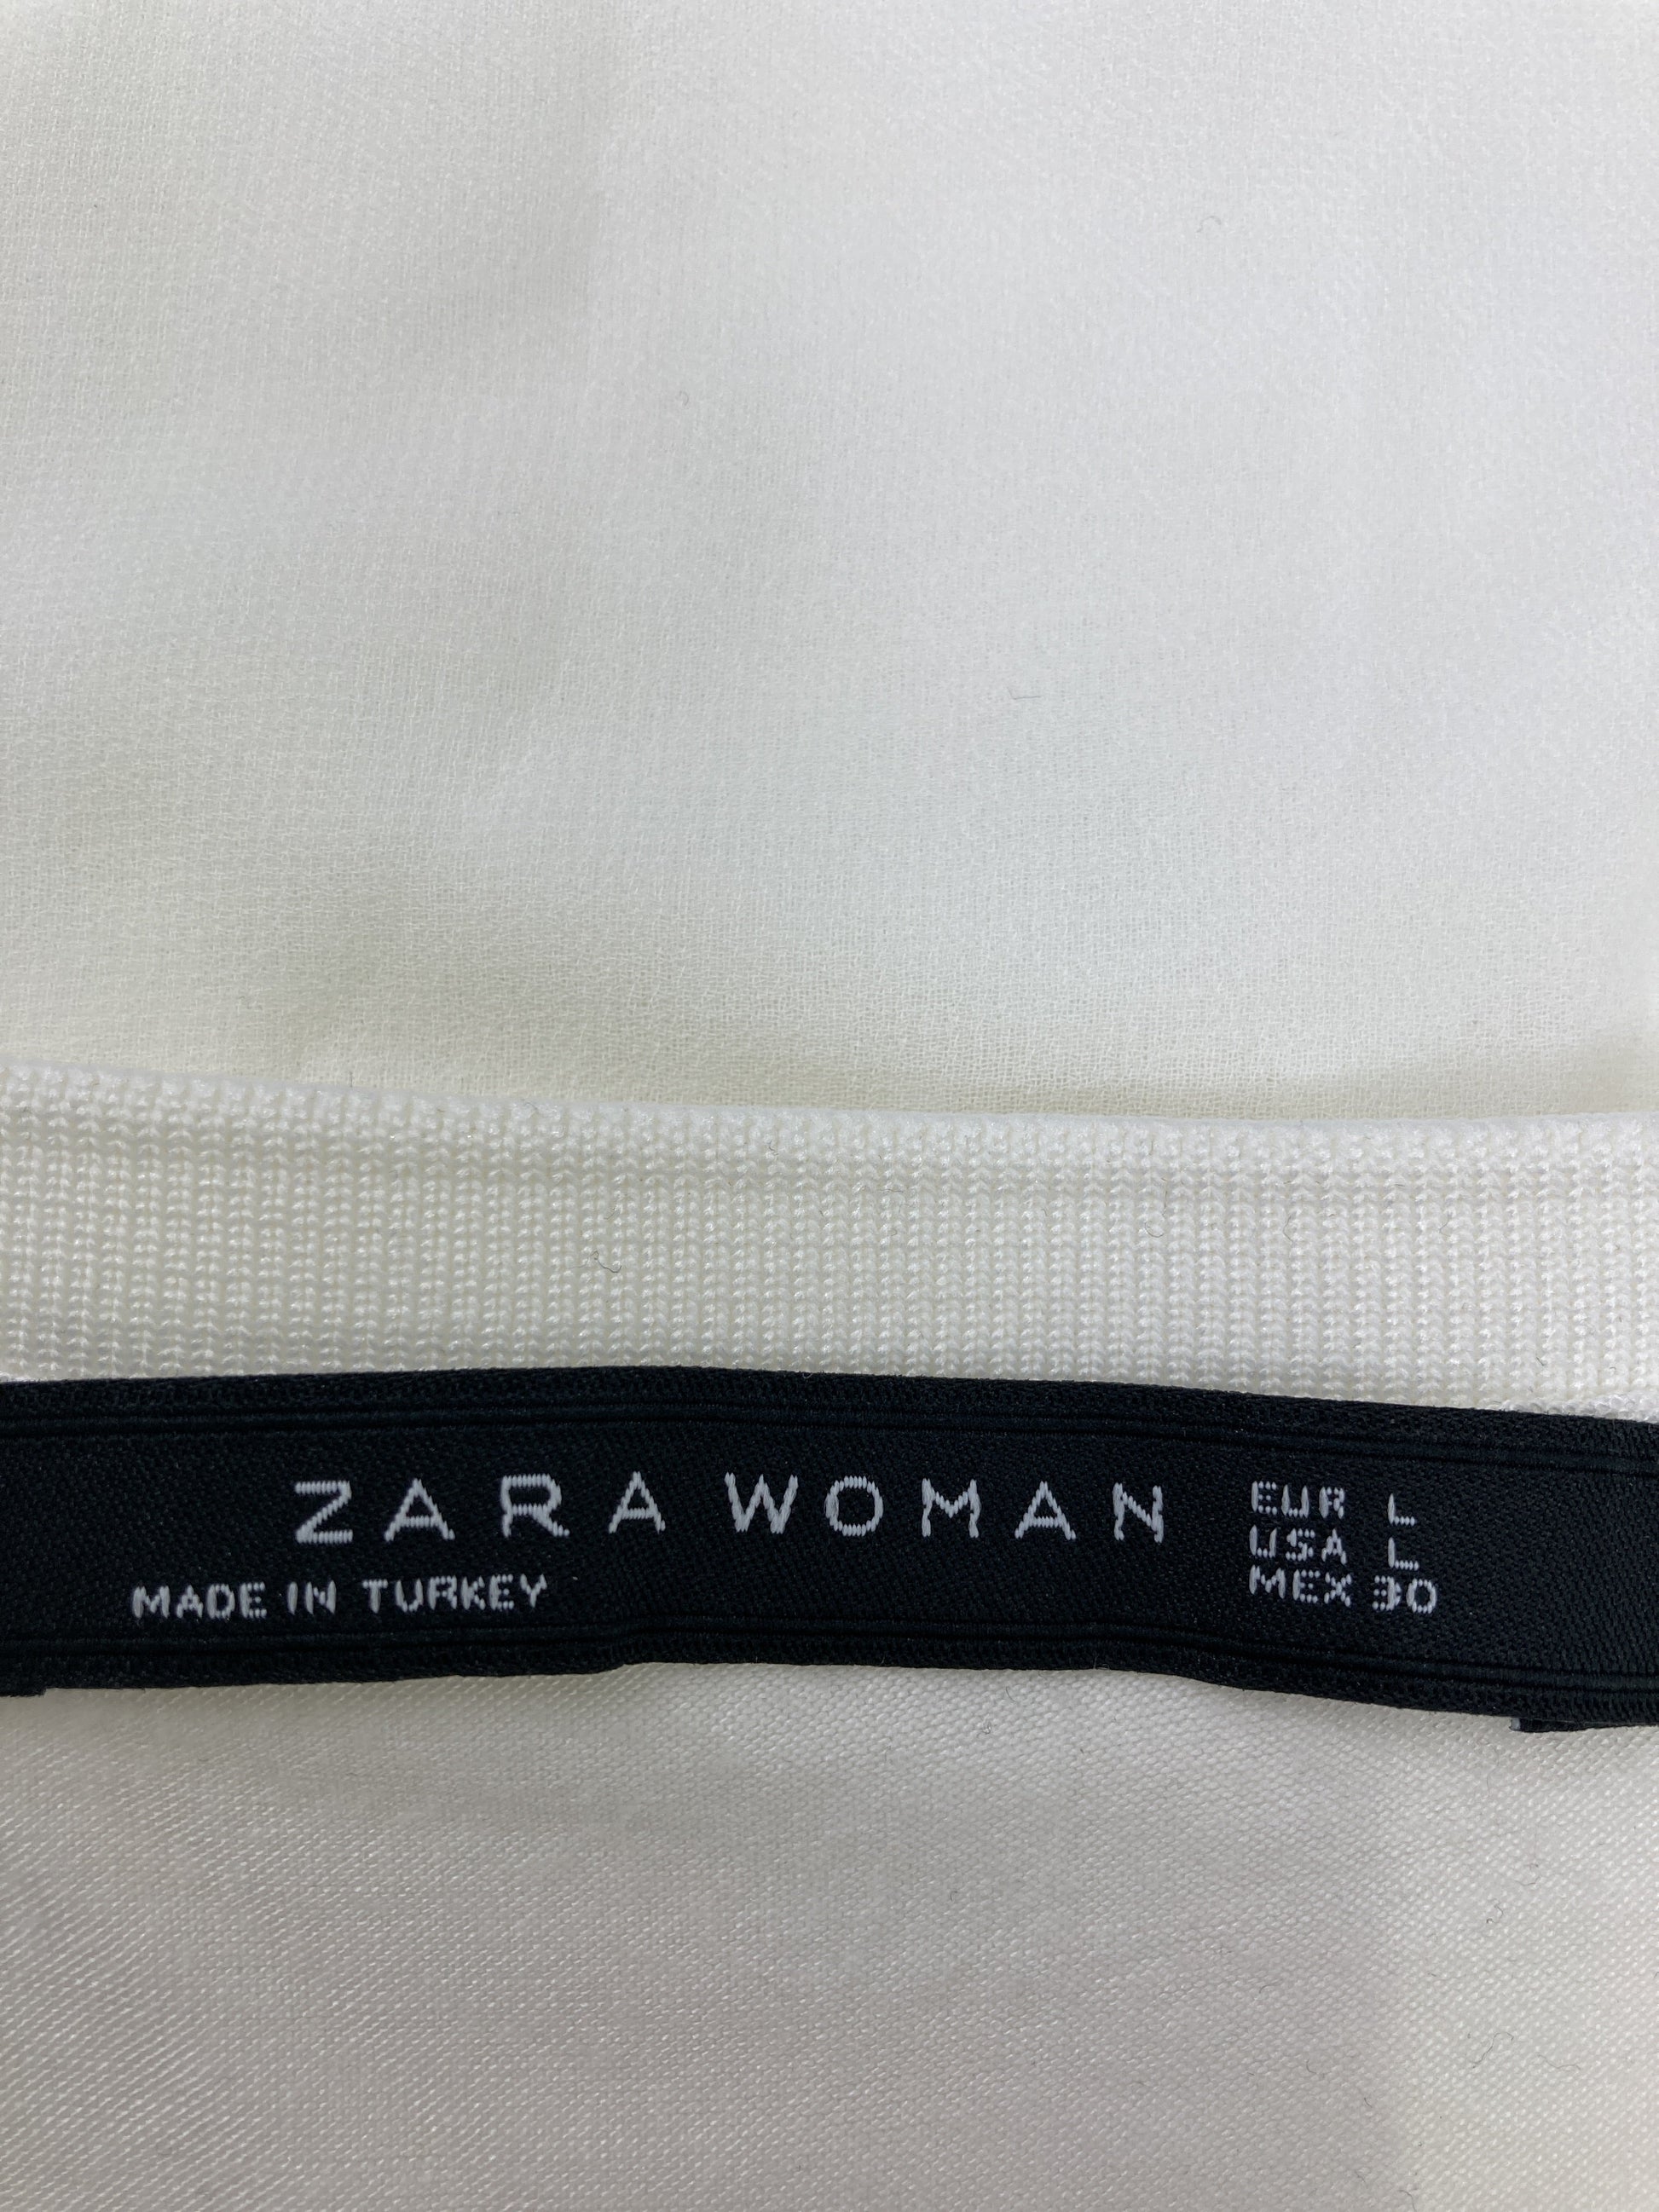 ZARA WOMAN
MADE IN TURKEY
EUR L
USA L
MEX 30